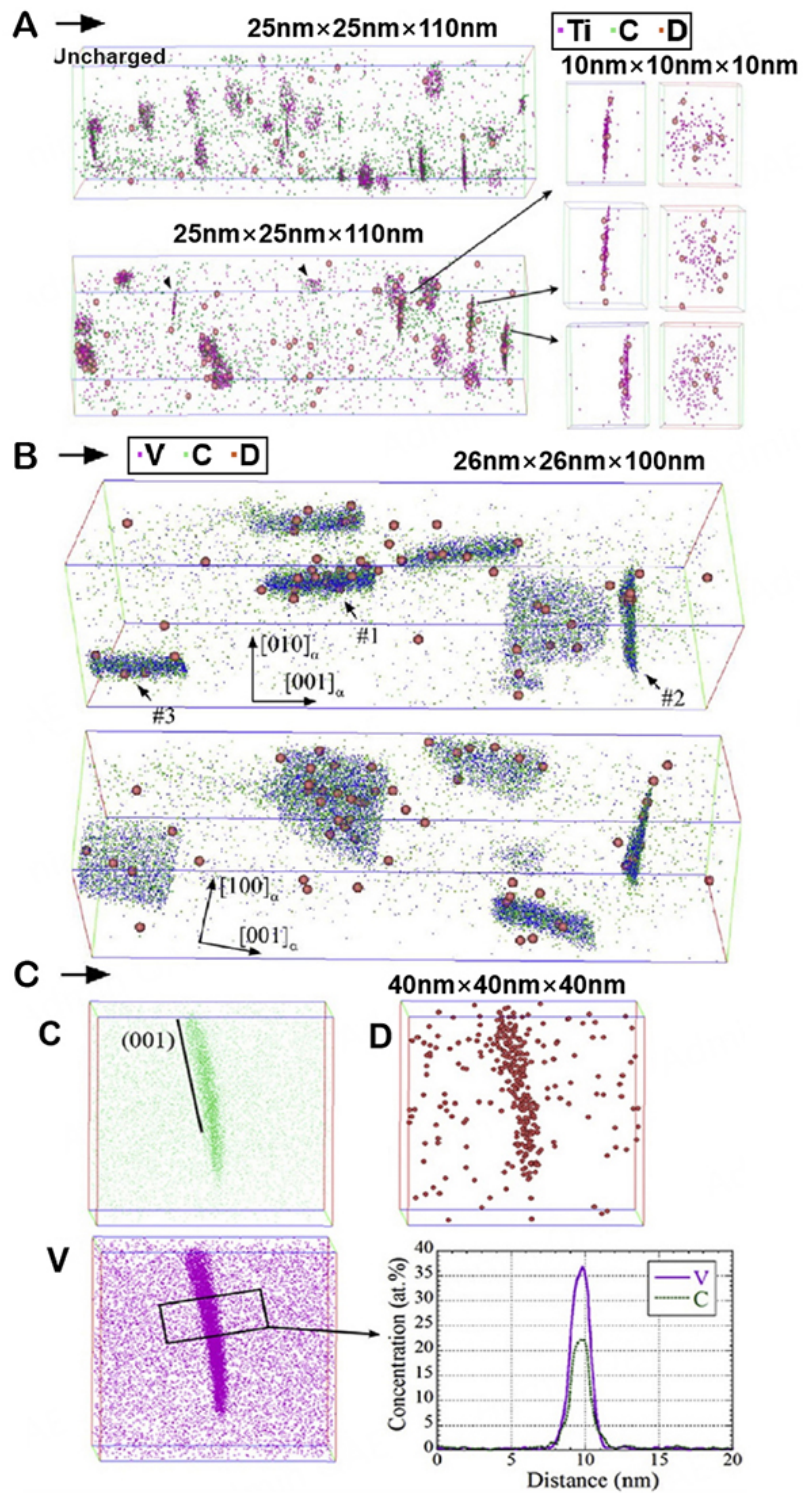 A
25nm×25nm×110nm
Ti C D
Uncharged
10nm×10nm×10nm
25nm×25nm×110nm
B
V C D
26nm×26nm×100nm
#1
[010]α
[001]α
#2
#3
[100]α
[001]α
C
40nm×40nm×40nm
C
(001)
D
V
Concentration (at.%)
40
35
30
25
20
15
10
5
0
V
C
0 5 10 15 20
Distance (nm)